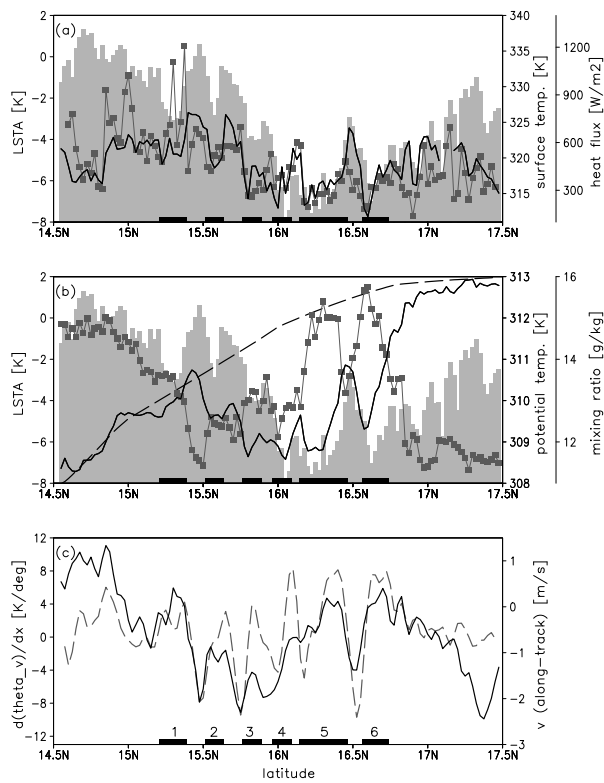 (a)
2
0
-2
-4
-6
-8
LSTA [K]
340
335
330
325
320
315
surface temp. [K]
1200
900
600
300
heat flux [W/m2]
14.5N 15N 15.5N 16N 16.5N 17N 17.5N
(b)
2
0
-2
-4
-6
-8
LSTA [K]
313
312
311
310
309
308
potential temp. [K]
16
15
14
13
12
mixing ratio [g/kg]
14.5N 15N 15.5N 16N 16.5N 17N 17.5N
(c)
12
8
4
0
-4
-8
-12
d(theta_v)/dx [K/deg]
1
0
-1
-2
-3
v (along-track) [m/s]
1 2 3 4 5 6
14.5N 15N 15.5N 16N 16.5N 17N 17.5N
latitude